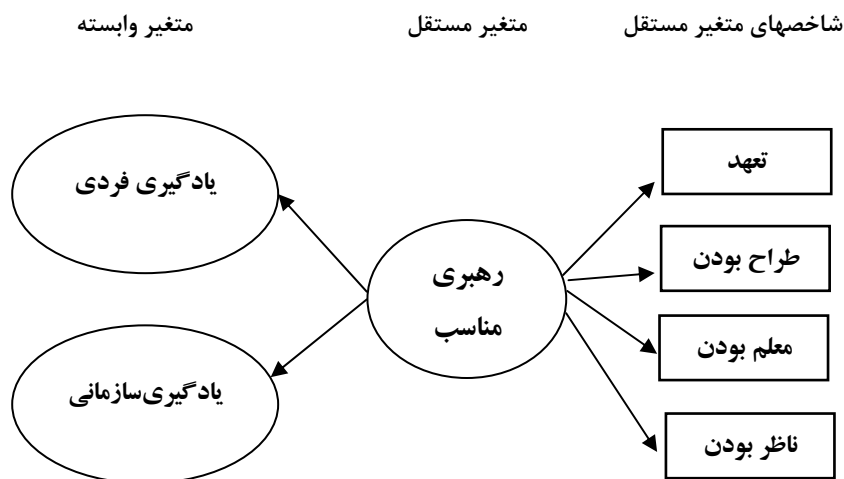 شاخصهای متغیر مستقل
متغیر مستقل
متغیر وابسته
تعهد
طراح بودن
معلم بودن
ناظر بودن
رهبری
مناسب
یادگیری فردی
یادگیری‌سازمانی